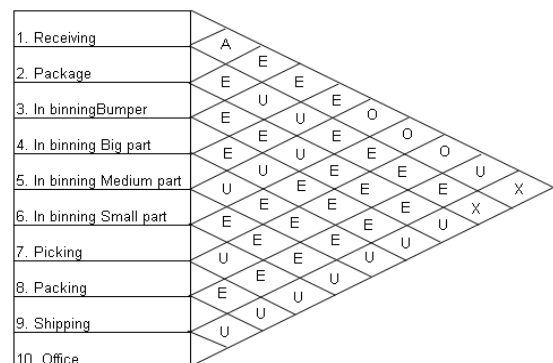 1. Receiving A
E
2. Package E E
U E
3. In binningBumper E U O
E E O
4. In binning Big part E U E O
U E E U
5. In binning Medium part U E E E X
E E E X
6. In binning Small part E E E U
E E U
7. Picking U E U
E U
8. Packing E U
U
9. Shipping U
10. Office